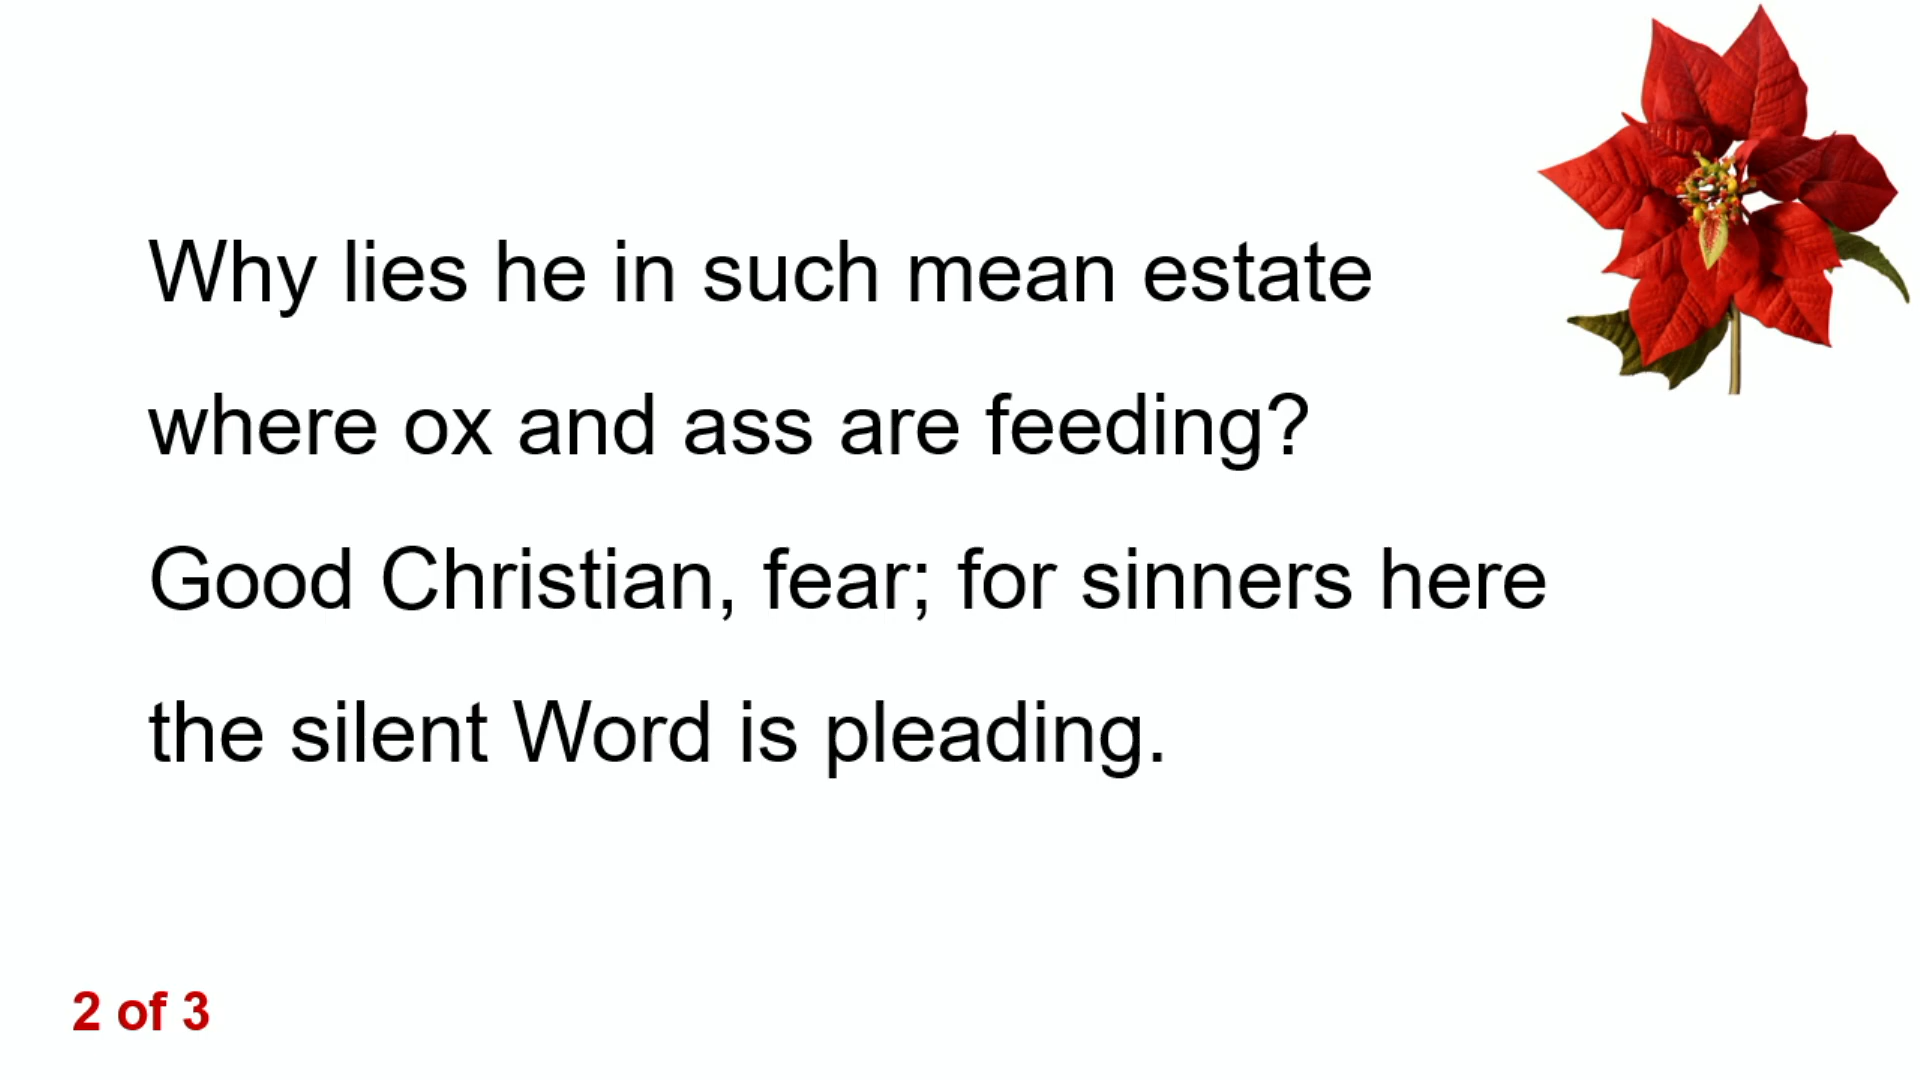 Why lies he in such mean estate
where ox and ass are feeding?
Good Christian, fear; for sinners here
the silent Word is pleading.
2 of 3